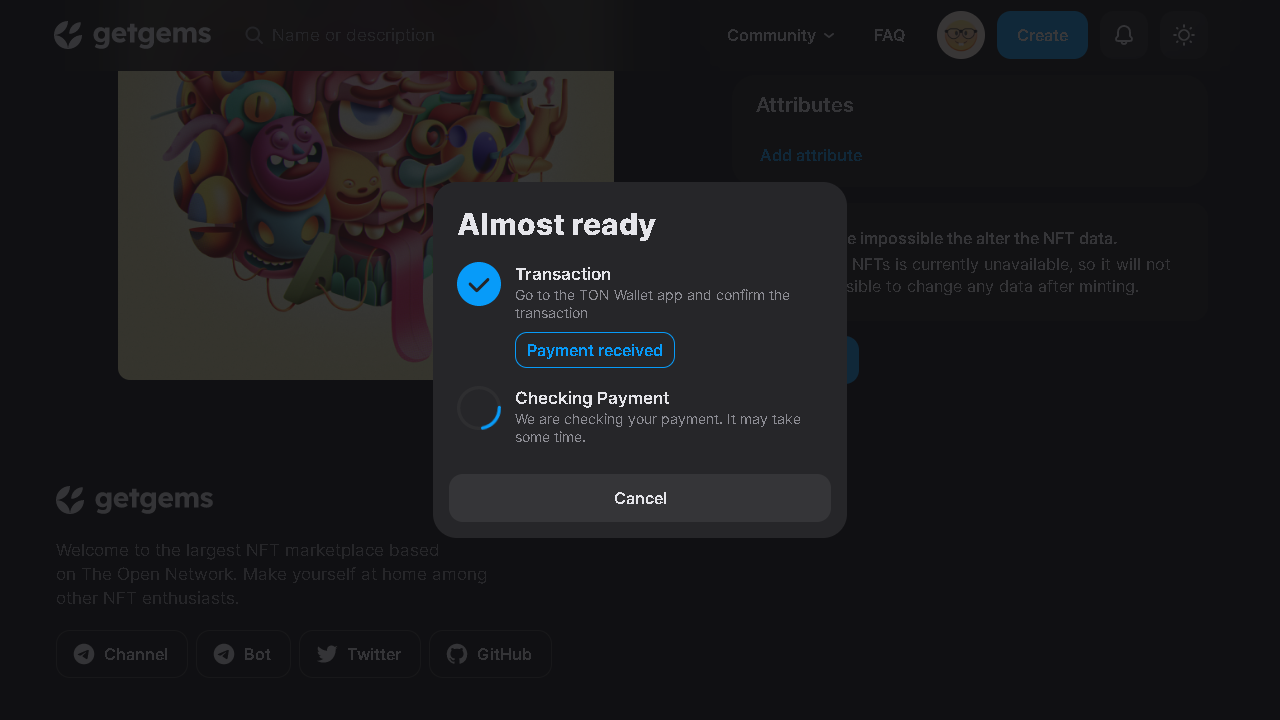 getgems
Name or description
Community
FAQ
Create
Attributes
Add attribute
Almost ready
Transaction
Go to the TON Wallet app and confirm the
transaction
Payment received
Checking Payment
We are checking your payment. It may take
some time.
Cancel
impossible the alter the NFT data.
NFTs is currently unavailable, so it will not
to change any data after minting.
getgems
Welcome to the largest NFT marketplace based
on The Open Network. Make yourself at home among
other NFT enthusiasts.
Channel
Bot
Twitter
GitHub